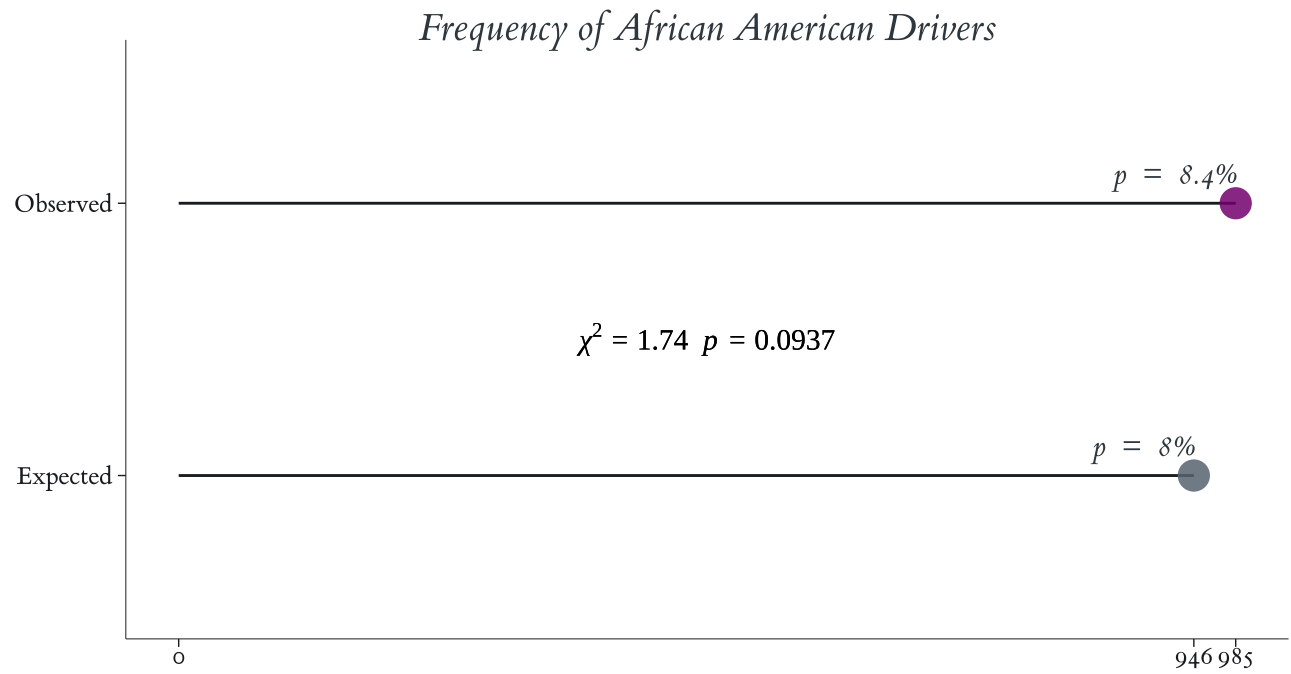 Frequency of African American Drivers
p = 8.4%
Observed
χ² = 1.74 p = 0.0937
p = 8%
Expected
0 946 985